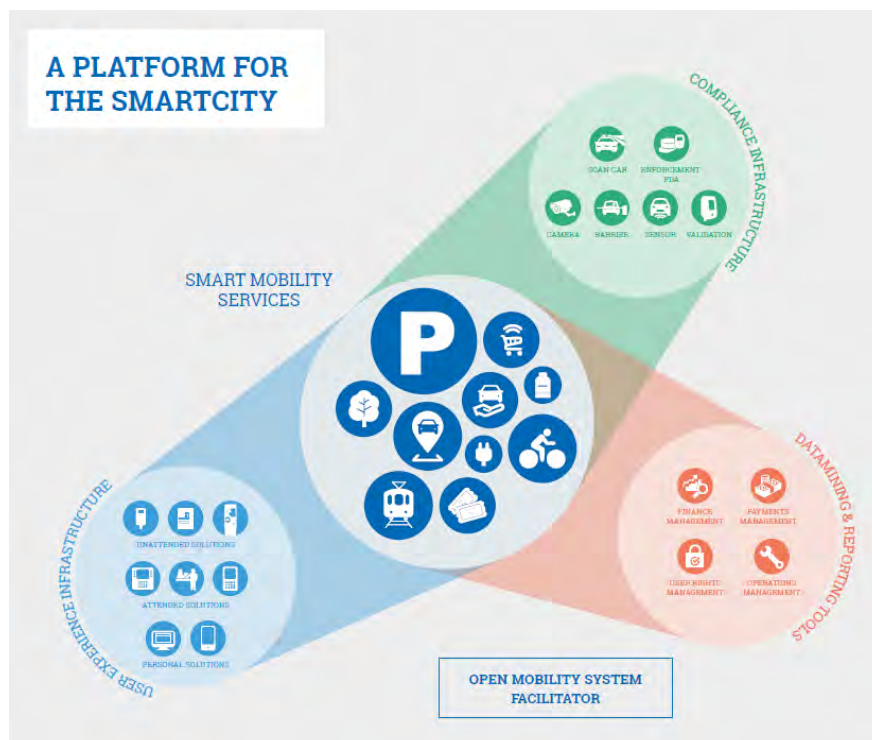 A PLATFORM FOR
THE SMARTCITY
COMPLIANCE INFRASTRUCTURE
SCAN CAR
ENFORCEMENT
PDA
CAMERA
BARRIER
SENSOR
VALIDATION
SMART MOBILITY
SERVICES
P
USER EXPERIENCE INFRASTRUCTURE
UNATTENDED SOLUTIONS
ATTENDED SOLUTIONS
PERSONAL SOLUTIONS
DATAMINING & REPORTING TOOLS
FINANCE
MANAGEMENT
PAYMENTS
MANAGEMENT
USER RIGHTS
MANAGEMENT
OPERATIONS
MANAGEMENT
OPEN MOBILITY SYSTEM
FACILITATOR